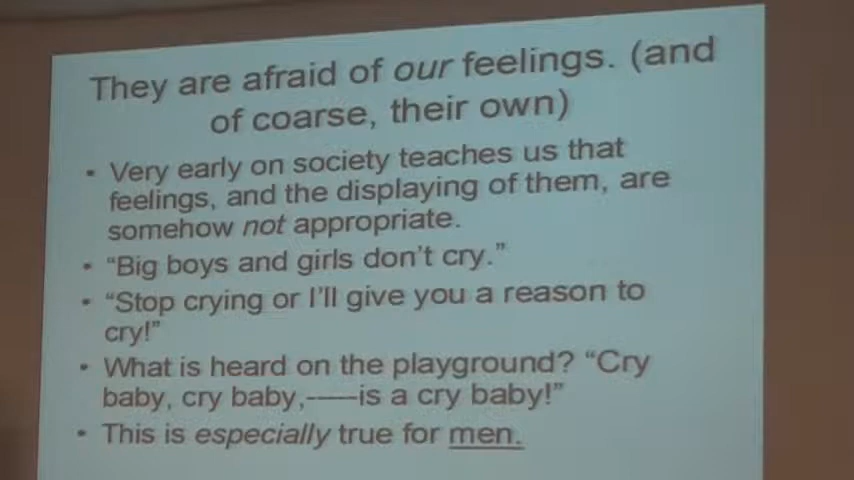 They are afraid of our feelings. (and
of coarse, their own)
• Very early on society teaches us that
feelings, and the displaying of them, are
somehow not appropriate.
• “Big boys and girls don’t cry.”
• “Stop crying or I’ll give you a reason to
cry!”
• What is heard on the playground? “Cry
baby, cry baby,-----is a cry baby!”
• This is especially true for men.